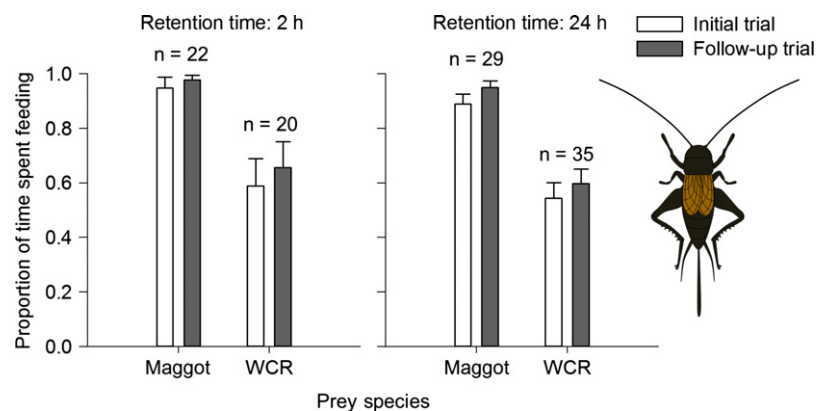 Retention time: 2 h
Retention time: 24 h
Initial trial
Follow-up trial
Proportion of time spent feeding
1.0
0.8
0.6
0.4
0.2
0.0
n = 22
n = 20
n = 29
n = 35
Maggot
WCR
Maggot
WCR
Prey species